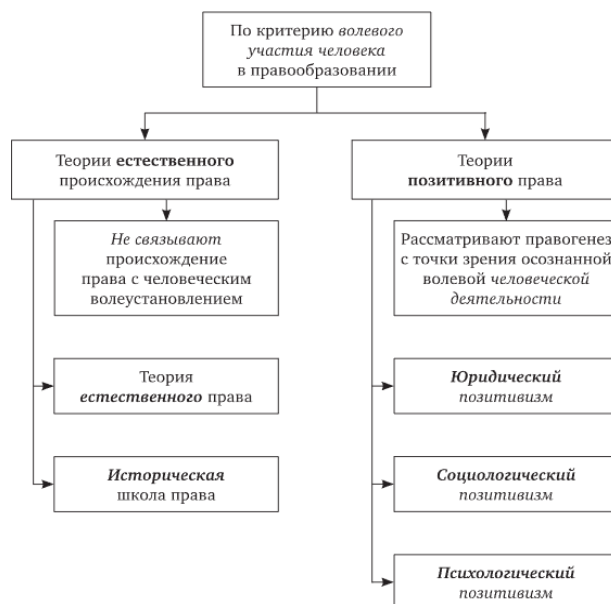 По критерию волевого
участия человека
в правообразовании
Теории естественного
происхождения права
Теории
позитивного права
Не связывают
происхождение
права с человеческим
волеустановлением
Рассматривают правогенез
с точки зрения осознанной
волевой человеческой
деятельности
Теория
естественного права
Юридический
позитивизм
Историческая
школа права
Социологический
позитивизм
Психологический
позитивизм